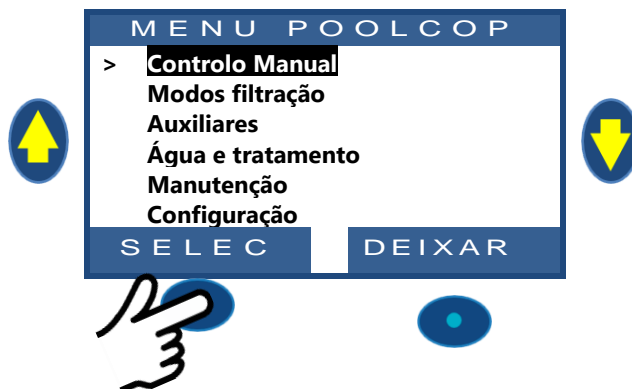 MENU POOLCOP
> Controlo Manual
Modos filtração
Auxiliares
Água e tratamento
Manutenção
Configuração
SELEC DEIXAR